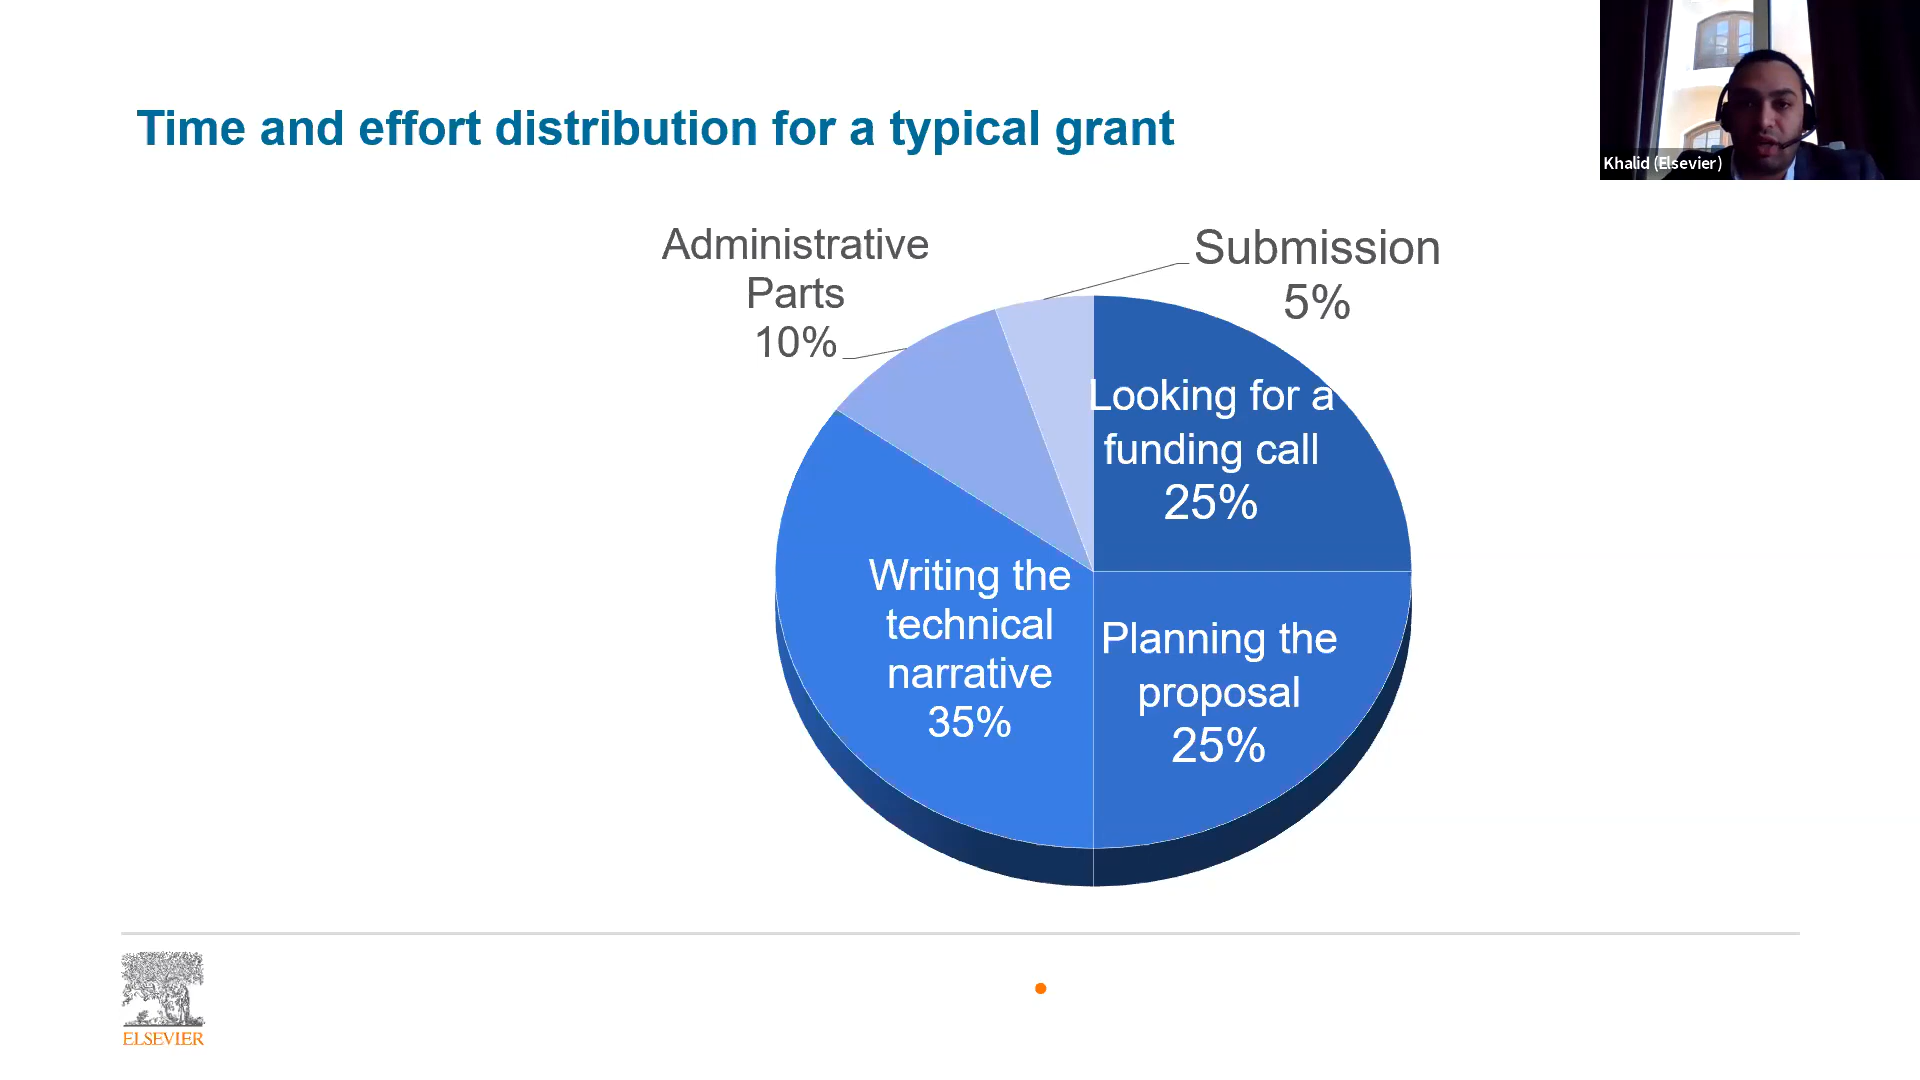 Time and effort distribution for a typical grant
Khalid (Elsevier)
Administrative
Parts
10%
Submission
5%
Looking for a
funding call
25%
Writing the
technical
narrative
35%
Planning the
proposal
25%
ELSEVIER